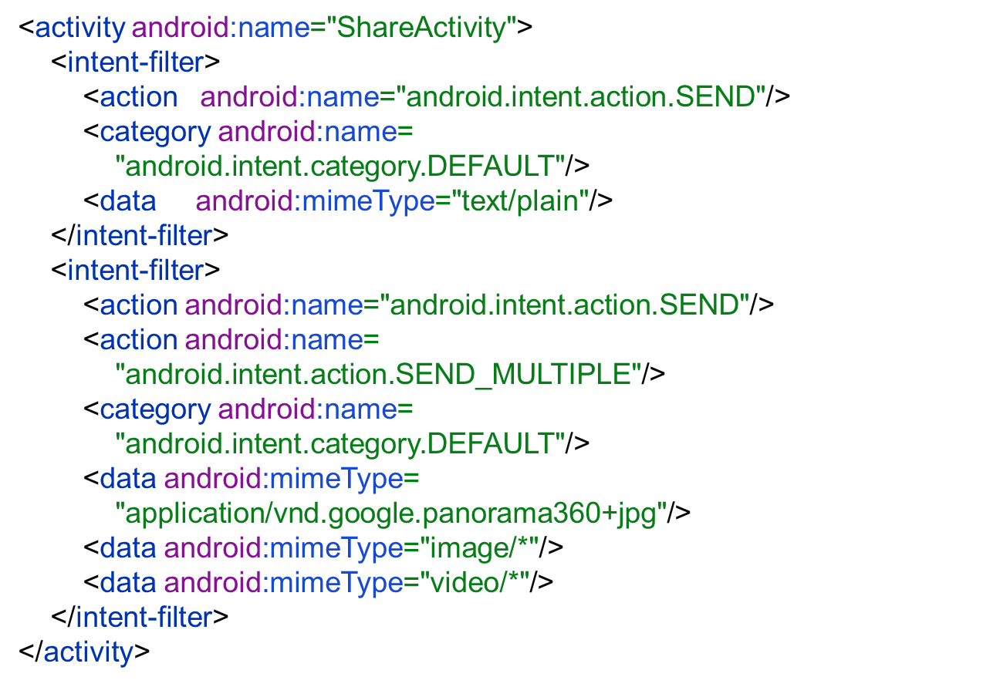 <activity android:name="ShareActivity">
<intent-filter>
<action android:name="android.intent.action.SEND"/>
<category android:name=
"android.intent.category.DEFAULT"/>
<data android:mimeType="text/plain"/>
</intent-filter>
<intent-filter>
<action android:name="android.intent.action.SEND"/>
<action android:name=
"android.intent.action.SEND_MULTIPLE"/>
<category android:name=
"android.intent.category.DEFAULT"/>
<data android:mimeType=
"application/vnd.google.panorama360+jpg"/>
<data android:mimeType="image/*"/>
<data android:mimeType="video/*"/>
</intent-filter>
</activity>